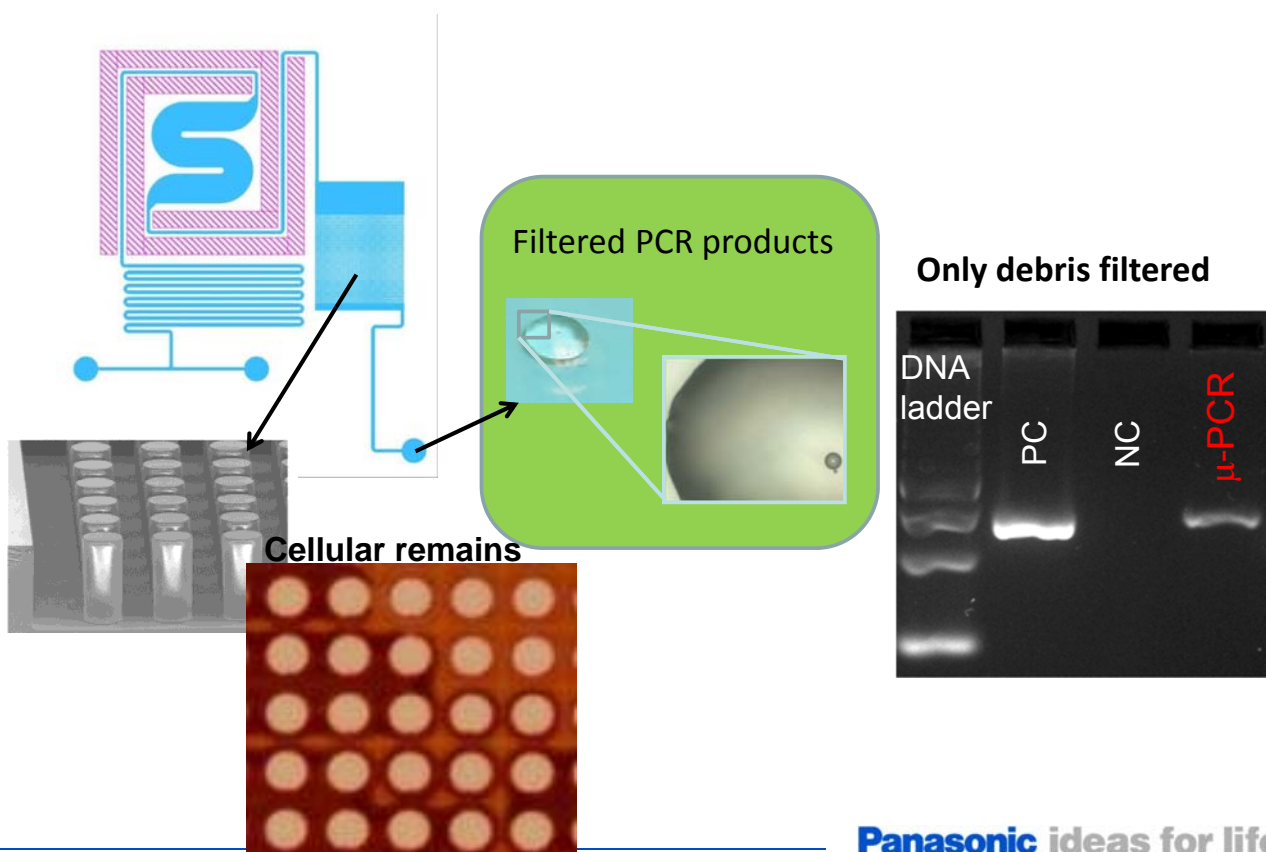 Filtered PCR products
Only debris filtered
DNA
ladder
PC
NC
μ-PCR
Cellular remains
Panasonic ideas for life